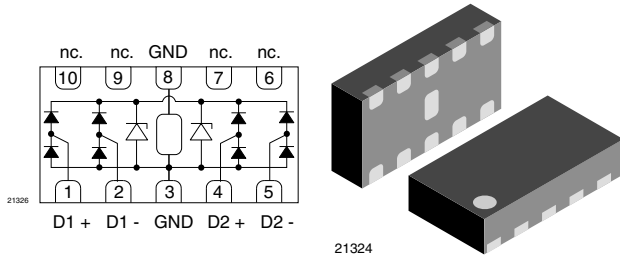 nc. nc. GND nc. nc.
10 9 8 7 6
1 2 3 4 5
21326
D1 + D1 - GND D2 + D2 -
21324